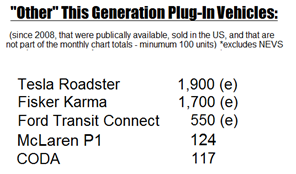 "Other" This Generation Plug-In Vehicles:
(since 2008, that were publically available, sold in the US, and that are
not part of the monthly chart totals - minumum 100 units) *excludes NEVS
Tesla Roadster 1,900 (e)
Fisker Karma 1,700 (e)
Ford Transit Connect 550 (e)
McLaren P1 124
CODA 117